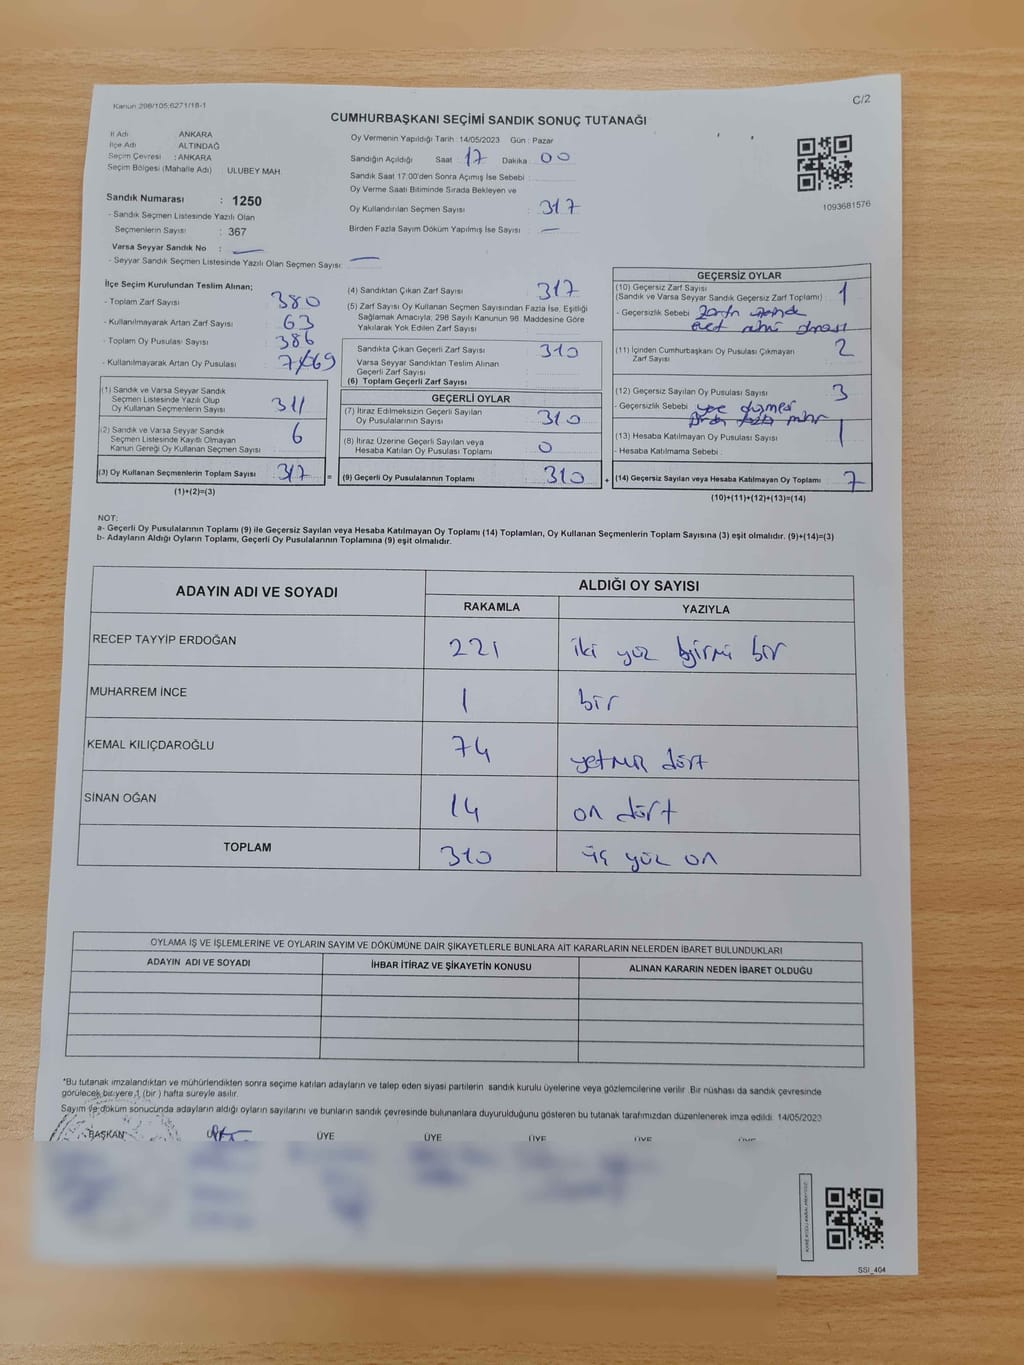 Kanun 298/105;6271/18-1
C/2
CUMHURBAŞKANI SEÇİMİ SANDIK SONUÇ TUTANAĞI
İl Adı : ANKARA
İlçe Adı : ALTINDAĞ
Seçim Çevresi : ANKARA
Seçim Bölgesi (Mahalle Adı) ULUBEY MAH.
Oy Vermenin Yapıldığı Tarih : 14/05/2023 Gün : Pazar
Sandığın Açıldığı Saat : 17 Dakika : 00
Sandık Saat 17:00'den Sonra Açımış İse Sebebi :
Oy Verme Saati Bitiminde Sırada Bekleyen ve
Oy Kullandırılan Seçmen Sayısı : 317
Birden Fazla Sayım Döküm Yapılmış İse Sayısı : —
1093681576
Sandık Numarası : 1250
- Sandık Seçmen Listesinde Yazılı Olan
Seçmenlerin Sayısı : 367
Varsa Seyyar Sandık No : —
- Seyyar Sandık Seçmen Listesinde Yazılı Olan Seçmen Sayısı: —
İlçe Seçim Kurulundan Teslim Alınan;
- Toplam Zarf Sayısı 380
- Kullanılmayarak Artan Zarf Sayısı 63
- Toplam Oy Pusulası Sayısı 386
- Kullanılmayarak Artan Oy Pusulası 69
(1) Sandık ve Varsa Seyyar Sandık
Seçmen Listesinde Yazılı Olup
Oy Kullanan Seçmenlerin Sayısı 311
(2) Sandık ve Varsa Seyyar Sandık
Seçmen Listesinde Kayıtlı Olmayan
Kanun Gereği Oy Kullanan Seçmen Sayısı 6
(3) Oy Kullanan Seçmenlerin Toplam Sayısı 317 =
(1)+(2)=(3)
(4) Sandıktan Çıkan Zarf Sayısı 317
(5) Zarf Sayısı Oy Kullanan Seçmen Sayısından Fazla İse, Eşitliği
Sağlamak Amacıyla; 298 Sayılı Kanunun 98. Maddesine Göre
Yakılarak Yok Edilen Zarf Sayısı
Sandıkta Çıkan Geçerli Zarf Sayısı 310
Varsa Seyyar Sandıktan Teslim Alınan
Geçerli Zarf Sayısı
(6) Toplam Geçerli Zarf Sayısı
GEÇERLİ OYLAR
(7) İtiraz Edilmeksizin Geçerli Sayılan
Oy Pusulalarının Sayısı 310
(8) İtiraz Üzerine Geçerli Sayılan veya
Hesaba Katılan Oy Pusulası Toplamı 0
(9) Geçerli Oy Pusulalarının Toplamı 310 +
GEÇERSİZ OYLAR
(10) Geçersiz Zarf Sayısı
(Sandık ve Varsa Seyyar Sandık Geçersiz Zarf Toplamı) 1
- Geçersizlik Sebebi
(11) İçinden Cumhurbaşkanı Oy Pusulası Çıkmayan
Zarf Sayısı 2
(12) Geçersiz Sayılan Oy Pusulası Sayısı 3
- Geçersizlik Sebebi
(13) Hesaba Katılmayan Oy Pusulası Sayısı 1
- Hesaba Katılmama Sebebi :
(14) Geçersiz Sayılan veya Hesaba Katılmayan Oy Toplamı 7
(10)+(11)+(12)+(13)=(14)
NOT:
a- Geçerli Oy Pusulalarının Toplamı (9) ile Geçersiz Sayılan veya Hesaba Katılmayan Oy Toplamı (14) Toplamları, Oy Kullanan Seçmenlerin Toplam Sayısına (3) eşit olmalıdır. (9)+(14)=(3)
b- Adayların Aldığı Oyların Toplamı, Geçerli Oy Pusulalarının Toplamına (9) eşit olmalıdır.
ADAYIN ADI VE SOYADI
ALDIĞI OY SAYISI
RAKAMLA YAZIYLA
RECEP TAYYİP ERDOĞAN 221 iki yüz yirmi bir
MUHARREM İNCE 1 bir
KEMAL KILIÇDAROĞLU 74 yetmiş dört
SİNAN OĞAN 14 on dört
TOPLAM 310 üç yüz on
OYLAMA İŞ VE İŞLEMLERİNE VE OYLARIN SAYIM VE DÖKÜMÜNE DAİR ŞİKAYETLERLE BUNLARA AİT KARARLARIN NELERDEN İBARET BULUNDUKLARI
ADAYIN ADI VE SOYADI İHBAR İTİRAZ VE ŞİKAYETİN KONUSU ALINAN KARARIN NEDEN İBARET OLDUĞU
*Bu tutanak imzalandıktan ve mühürlendikten sonra seçime katılan adayların ve talep eden siyasi partilerin sandık kurulu üyelerine veya gözlemcilerine verilir. Bir nüshası da sandık çevresinde
görülecek bir yere 1 (bir) hafta süreyle asılır.
Sayım ve döküm sonucunda adayların aldığı oyların sayılarını ve bunların sandık çevresinde bulunanlara duyurulduğunu gösteren bu tutanak tarafımızdan düzenlenerek imza edildi. 14/05/2023
BAŞKAN ÜYE ÜYE ÜYE ÜYE ÜYE
SSI_404